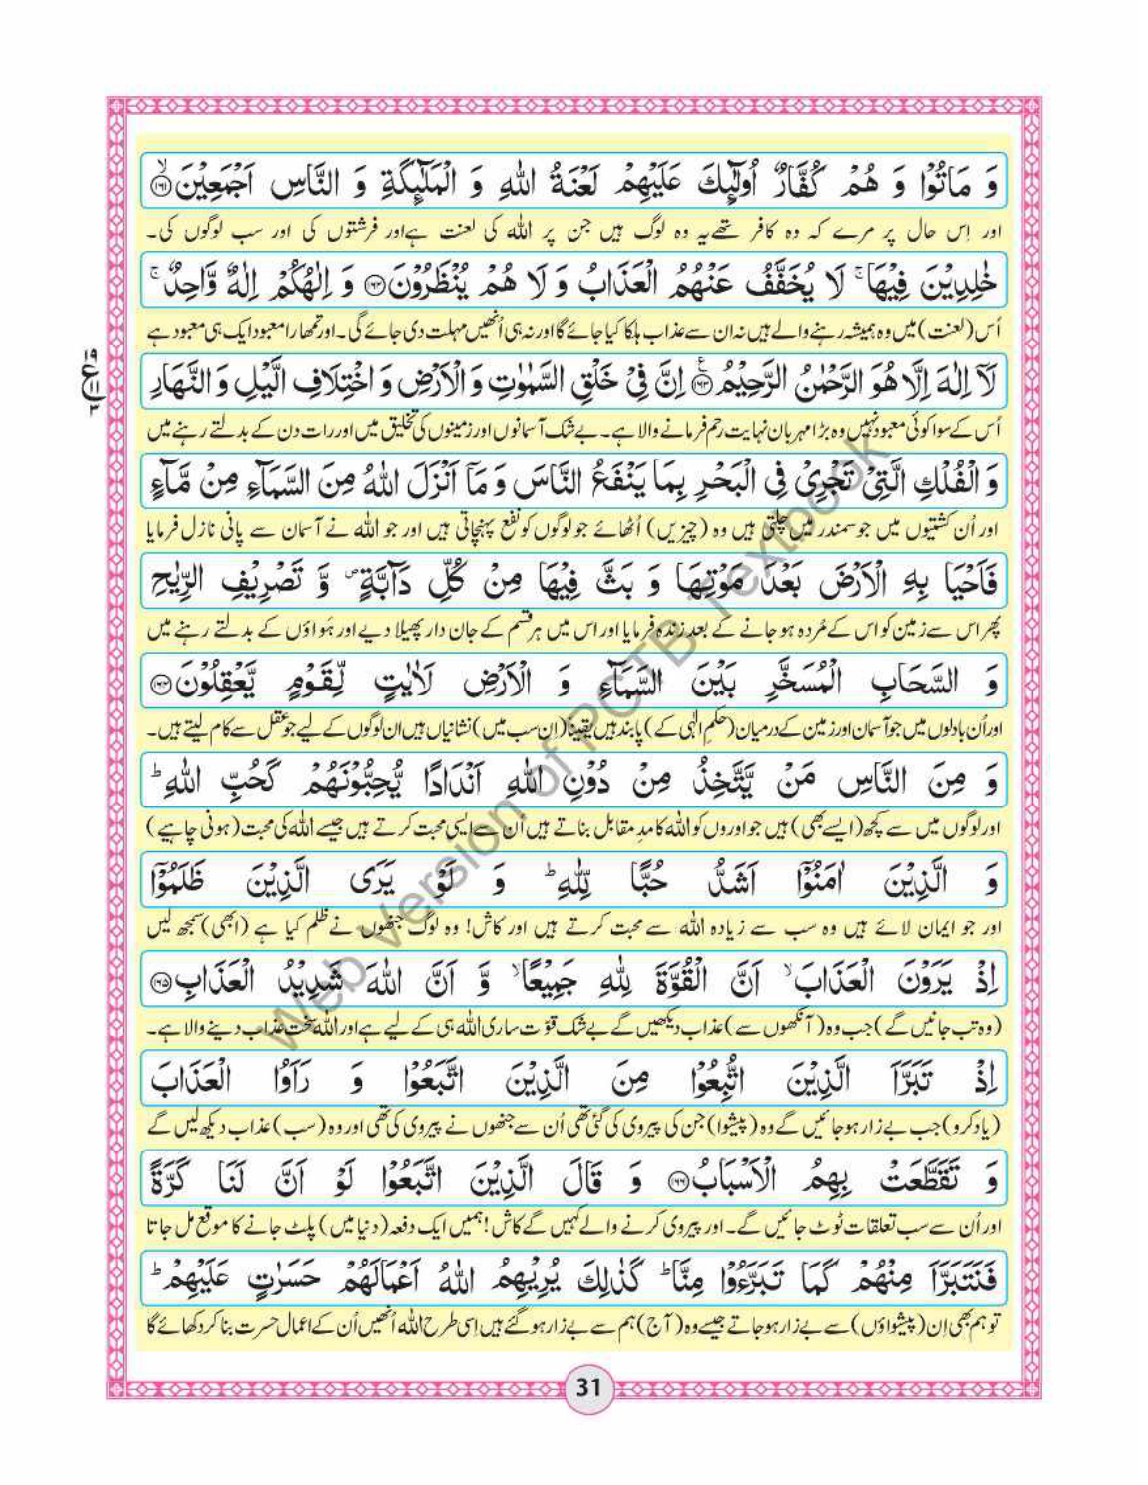 وَ مَاتُوْا وَ هُمْ كُفَّارٌ اُولٰٓئِكَ عَلَيْهِمْ لَعْنَةُ اللّٰهِ وَ الْمَلٰٓئِكَةِ وَ النَّاسِ اَجْمَعِيْنَۙ۝۱۶۱
اور اِس حال پر مرے کہ وہ کافر تھے یہ وہ لوگ ہیں جن پر اللہ کی لعنت ہے اور فرشتوں کی اور سب لوگوں کی۔
خٰلِدِيْنَ فِيْهَاۚ لَا يُخَفَّفُ عَنْهُمُ الْعَذَابُ وَ لَا هُمْ يُنْظَرُوْنَ۝۱۶۲ وَ اِلٰهُكُمْ اِلٰهٌ وَّاحِدٌۚ
اُس (لعنت) میں وہ ہمیشہ رہنے والے ہیں نہ ان سے عذاب ہلکا کیا جائے گا اور نہ ہی اُنھیں مہلت دی جائے گی۔ اور تمھارا معبود ایک ہی معبود ہے
لَاۤ اِلٰهَ اِلَّا هُوَ الرَّحْمٰنُ الرَّحِيْمُ۠۝۱۶۳ اِنَّ فِيْ خَلْقِ السَّمٰوٰتِ وَ الْاَرْضِ وَ اخْتِلَافِ الَّيْلِ وَ النَّهَارِ
ع
اُس کے سوا کوئی معبود نہیں وہ بڑا مہربان نہایت رحم فرمانے والا ہے۔ بے شک آسمانوں اور زمینوں کی تخلیق میں اور رات دن کے بدلتے رہنے میں
وَ الْفُلْكِ الَّتِيْ تَجْرِيْ فِي الْبَحْرِ بِمَا يَنْفَعُ النَّاسَ وَ مَاۤ اَنْزَلَ اللّٰهُ مِنَ السَّمَآءِ مِنْ مَّآءٍ
اور اُن کشتیوں میں جو سمندر میں چلتی ہیں وہ (چیزیں) اُٹھائے جو لوگوں کو نفع پہنچاتی ہیں اور جو اللہ نے آسمان سے پانی نازل فرمایا
فَاَحْيَا بِهِ الْاَرْضَ بَعْدَ مَوْتِهَا وَ بَثَّ فِيْهَا مِنْ كُلِّ دَآبَّةٍ۪ وَّ تَصْرِيْفِ الرِّيٰحِ
پھر اس سے زمین کو اس کے مُردہ ہو جانے کے بعد زندہ فرمایا اور اس میں ہر قسم کے جان دار پھیلا دیے اور ہَواؤں کے بدلتے رہنے میں
وَ السَّحَابِ الْمُسَخَّرِ بَيْنَ السَّمَآءِ وَ الْاَرْضِ لَاٰيٰتٍ لِّقَوْمٍ يَّعْقِلُوْنَ۝۱۶۴
اور اُن بادلوں میں جو آسمان اور زمین کے درمیان (حکمِ الٰہی کے) پابند ہیں یقیناً (اِن سب میں) نشانیاں ہیں ان لوگوں کے لیے جو عقل سے کام لیتے ہیں۔
وَ مِنَ النَّاسِ مَنْ يَّتَّخِذُ مِنْ دُوْنِ اللّٰهِ اَنْدَادًا يُّحِبُّوْنَهُمْ كَحُبِّ اللّٰهِؕ
اور لوگوں میں سے کچھ (ایسے بھی) ہیں جو اوروں کو اللہ کا مدِ مقابل بناتے ہیں اُن سے ایسی محبت کرتے ہیں جیسے اللہ کی محبت (ہونی چاہیے)
وَ الَّذِيْنَ اٰمَنُوْۤا اَشَدُّ حُبًّا لِّلّٰهِؕ وَ لَوْ يَرَى الَّذِيْنَ ظَلَمُوْۤا
اور جو ایمان لائے ہیں وہ سب سے زیادہ اللہ سے محبت کرتے ہیں اور کاش! وہ لوگ جنھوں نے ظلم کیا ہے (ابھی) سمجھ لیں
اِذْ يَرَوْنَ الْعَذَابَۙ اَنَّ الْقُوَّةَ لِلّٰهِ جَمِيْعًاۙ وَّ اَنَّ اللّٰهَ شَدِيْدُ الْعَذَابِ۝۱۶۵
(وہ تب جانیں گے) جب وہ (آنکھوں سے) عذاب دیکھیں گے بے شک قوّت ساری اللہ ہی کے لیے ہے اور اللہ سخت عذاب دینے والا ہے۔
اِذْ تَبَرَّاَ الَّذِيْنَ اتُّبِعُوْا مِنَ الَّذِيْنَ اتَّبَعُوْا وَ رَاَوُا الْعَذَابَ
(یاد کرو) جب بے زار ہو جائیں گے وہ (پیشوا) جن کی پیروی کی گئی تھی اُن سے جنھوں نے پیروی کی تھی اور وہ (سب) عذاب دیکھ لیں گے
وَ تَقَطَّعَتْ بِهِمُ الْاَسْبَابُ۝۱۶۶ وَ قَالَ الَّذِيْنَ اتَّبَعُوْا لَوْ اَنَّ لَنَا كَرَّةً
اور اُن سے سب تعلقات ٹوٹ جائیں گے۔ اور پیروی کرنے والے کہیں گے کاش! ہمیں ایک دفعہ (دنیا میں) پلٹ جانے کا موقع مل جاتا
فَنَتَبَرَّاَ مِنْهُمْ كَمَا تَبَرَّءُوْا مِنَّاؕ كَذٰلِكَ يُرِيْهِمُ اللّٰهُ اَعْمَالَهُمْ حَسَرٰتٍ عَلَيْهِمْؕ
تو ہم بھی اِن (پیشواؤں) سے بے زار ہو جاتے جیسے وہ (آج) ہم سے بے زار ہو گئے ہیں اِسی طرح اللہ اُنھیں اُن کے اعمال حسرت بنا کر دکھائے گا
31
Web Version of PCTB Textbook